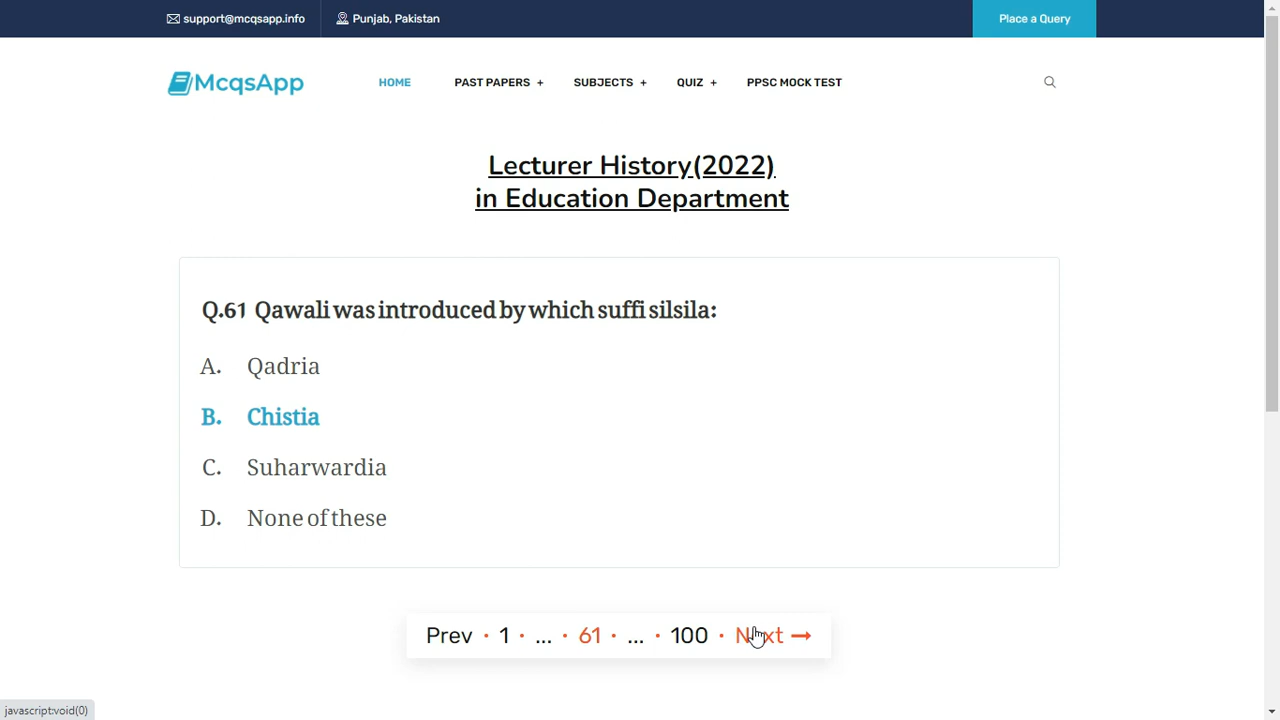 support@mcqsapp.info Punjab, Pakistan Place a Query
McqsApp HOME PAST PAPERS + SUBJECTS + QUIZ + PPSC MOCK TEST
Lecturer History(2022)
in Education Department
Q.61 Qawali was introduced by which suffi silsila:
A. Qadria
B. Chistia
C. Suharwardia
D. None of these
Prev · 1 · ... · 61 · ... · 100 · Next →
javascript:void(0)